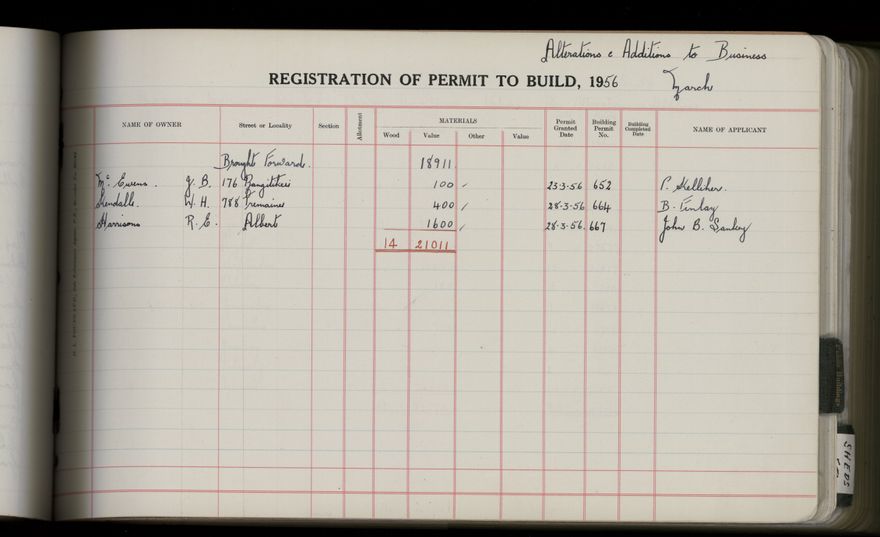 Alterations & Additions to Business
REGISTRATION OF PERMIT TO BUILD, 1956 March
NAME OF OWNER Street or Locality Section Allotment MATERIALS Permit Granted Date Building Permit No. Building Completed Date NAME OF APPLICANT
Wood Value Other Value
Brought Forward. 18911
McEwens. J. B. 176 Rangitikei 100 23-3-56 652 P. Kelliher.
Kendalls. W. H. 788 Tremaines 400 28-3-56 664 B. Finlay
Harrisons R. E. Albert 1600 28-3-56. 667 John B.
14 21011
SHEDS